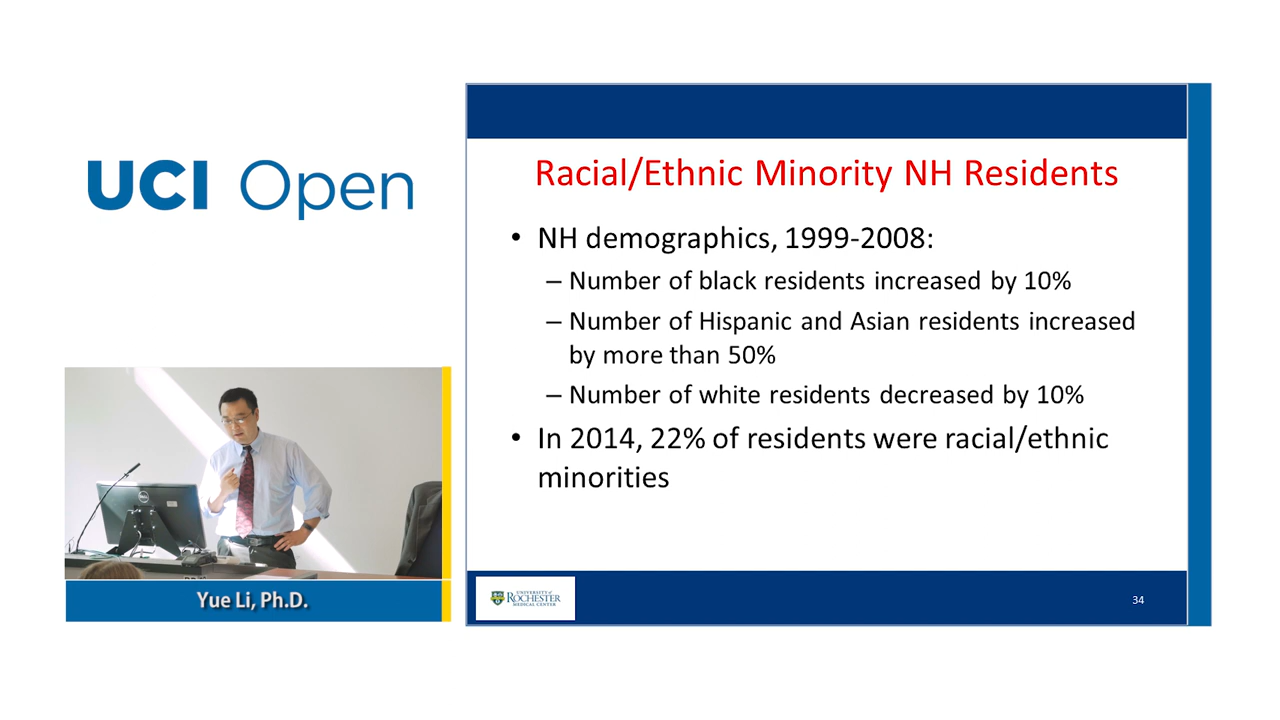 UCI Open
Racial/Ethnic Minority NH Residents
• NH demographics, 1999-2008:
– Number of black residents increased by 10%
– Number of Hispanic and Asian residents increased
by more than 50%
– Number of white residents decreased by 10%
• In 2014, 22% of residents were racial/ethnic
minorities
DELL
Yue Li, Ph.D.
UNIVERSITY of
ROCHESTER
MEDICAL CENTER
34